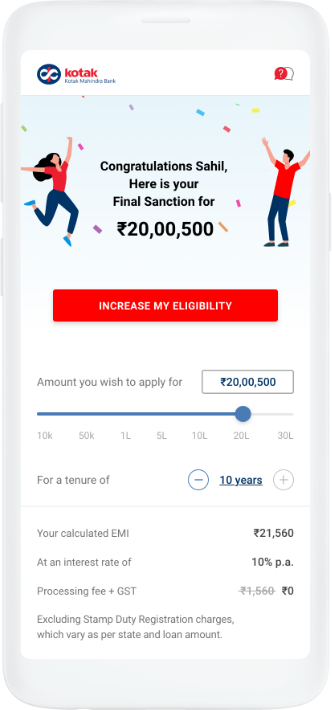 kotak
Kotak Mahindra Bank
?
Congratulations Sahil,
Here is your
Final Sanction for
₹20,00,500
INCREASE MY ELIGIBILITY
Amount you wish to apply for ₹20,00,500
10k 50k 1L 5L 10L 20L 30L
For a tenure of − 10 years +
Your calculated EMI ₹21,560
At an interest rate of 10% p.a.
Processing fee + GST ₹1,560 ₹0
Excluding Stamp Duty Registration charges,
which vary as per state and loan amount.